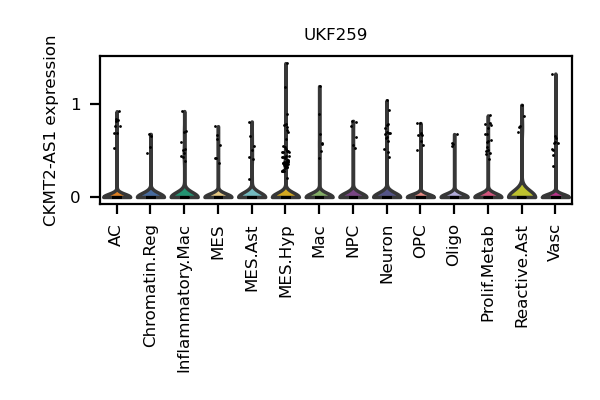 UKF259
CKMT2-AS1 expression
1
0
AC
Chromatin.Reg
Inflammatory.Mac
MES
MES.Ast
MES.Hyp
Mac
NPC
Neuron
OPC
Oligo
Prolif.Metab
Reactive.Ast
Vasc